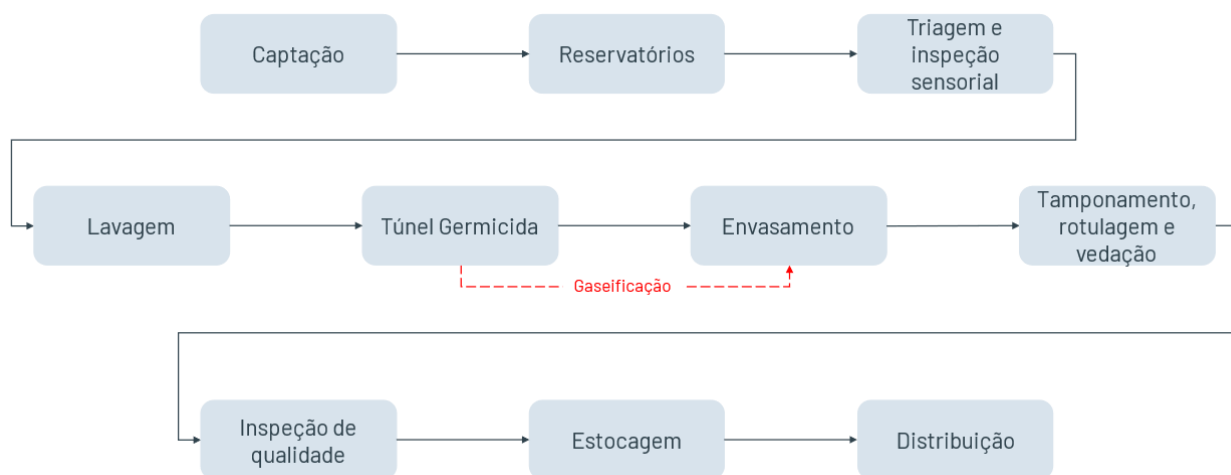 Captação
Reservatórios
Triagem e
inspeção
sensorial
Lavagem
Túnel Germicida
Envasamento
Tamponamento,
rotulagem e
vedação
Gaseificação
Inspeção de
qualidade
Estocagem
Distribuição